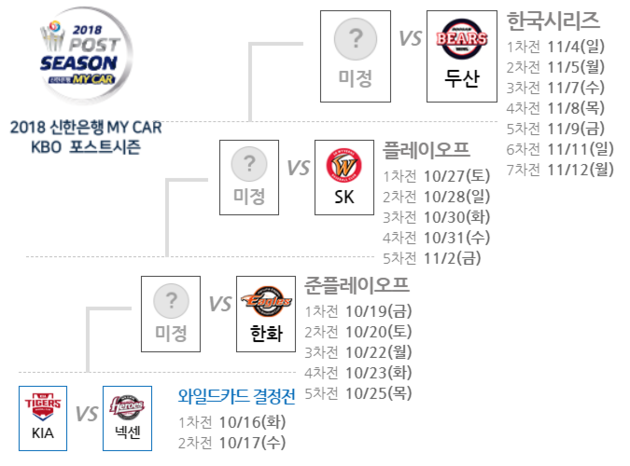 2018
POST
SEASON
신한은행 MY CAR
2018 신한은행 MY CAR
KBO 포스트시즌
?
미정
VS
BEARS
두산
한국시리즈
1차전 11/4(일)
2차전 11/5(월)
3차전 11/7(수)
4차전 11/8(목)
5차전 11/9(금)
6차전 11/11(일)
7차전 11/12(월)
?
미정
VS
W
SK
플레이오프
1차전 10/27(토)
2차전 10/28(일)
3차전 10/30(화)
4차전 10/31(수)
5차전 11/2(금)
?
미정
VS
Eagles
한화
준플레이오프
1차전 10/19(금)
2차전 10/20(토)
3차전 10/22(월)
4차전 10/23(화)
5차전 10/25(목)
TIGERS
KIA
VS
넥센
와일드카드 결정전
1차전 10/16(화)
2차전 10/17(수)